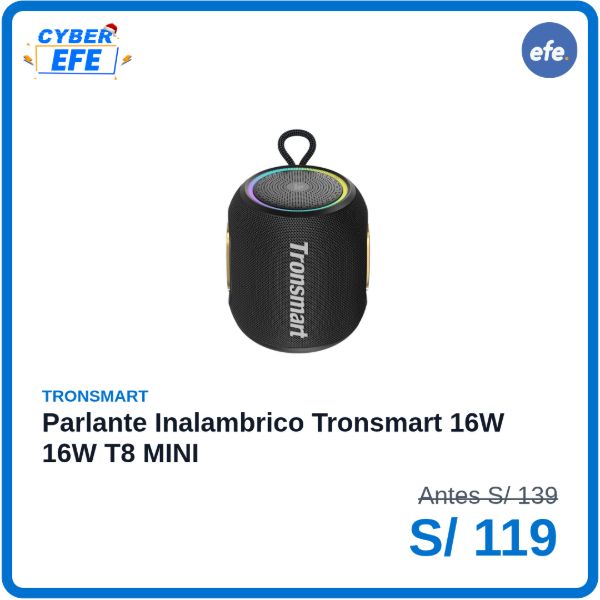 CYBER
EFE
efe.
Tronsmart
TRONSMART
Parlante Inalambrico Tronsmart 16W
16W T8 MINI
Antes S/ 139
S/ 119